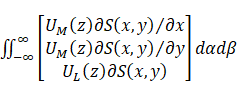 ∬_{-∞}^{∞} [ U_M(z)∂S(x,y)/∂x
U_M(z)∂S(x,y)/∂y
U_L(z)∂S(x,y) ] dαdβ